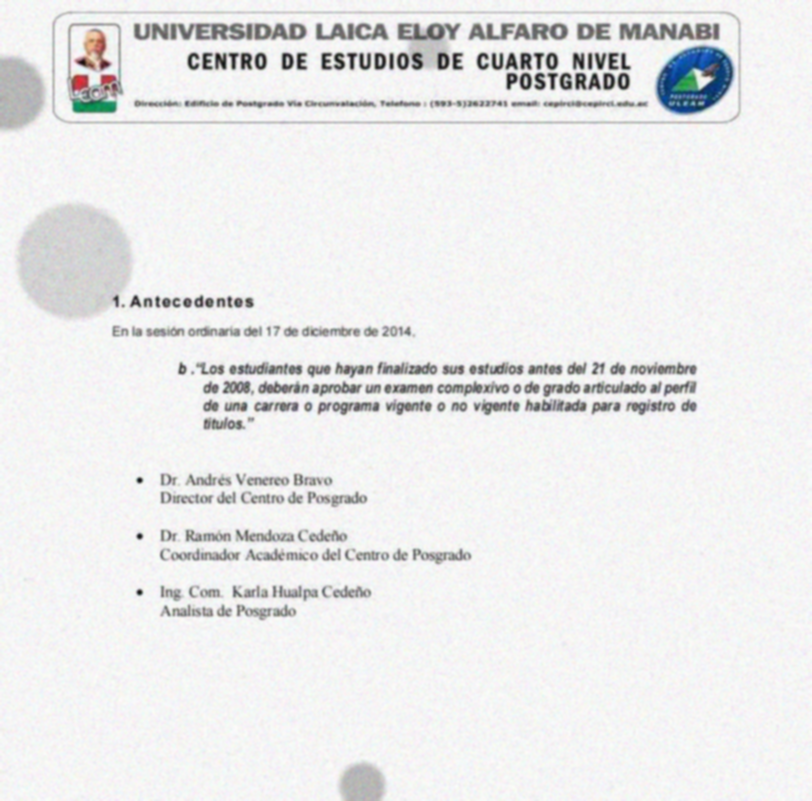 UNIVERSIDAD LAICA ELOY ALFARO DE MANABI
CENTRO DE ESTUDIOS DE CUARTO NIVEL
POSTGRADO
Dirección: Edificio de Postgrado Via Circunvalación, Telefono : (593-5)2622741 email: cepirci@cepirci.edu.ec
POSTGRADO
ULEAM
1. Antecedentes
En la sesión ordinaria del 17 de diciembre de 2014,
b ."Los estudiantes que hayan finalizado sus estudios antes del 21 de noviembre
de 2008, deberán aprobar un examen complexivo o de grado articulado al perfil
de una carrera o programa vigente o no vigente habilitada para registro de
títulos."
• Dr. Andrés Venereo Bravo
Director del Centro de Posgrado
• Dr. Ramón Mendoza Cedeño
Coordinador Académico del Centro de Posgrado
• Ing. Com. Karla Hualpa Cedeño
Analista de Posgrado